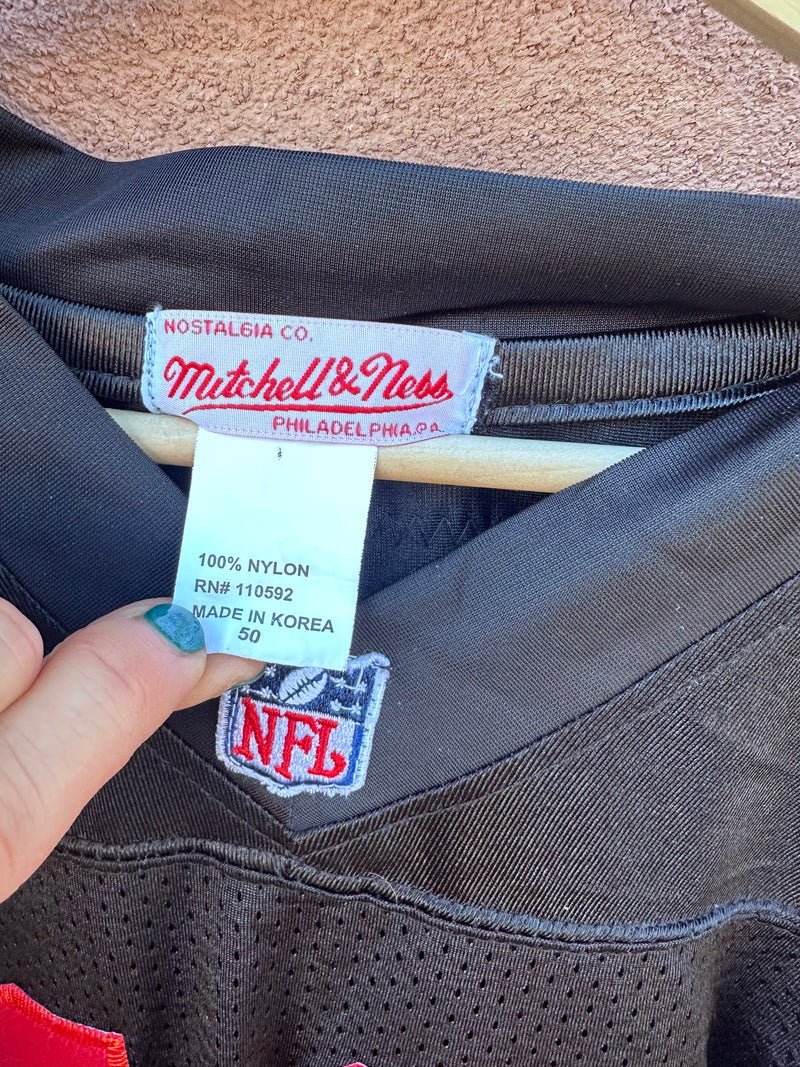 NOSTALGIA CO.
Mitchell & Ness
PHILADELPHIA, PA.
100% NYLON
RN# 110592
MADE IN KOREA
50
NFL